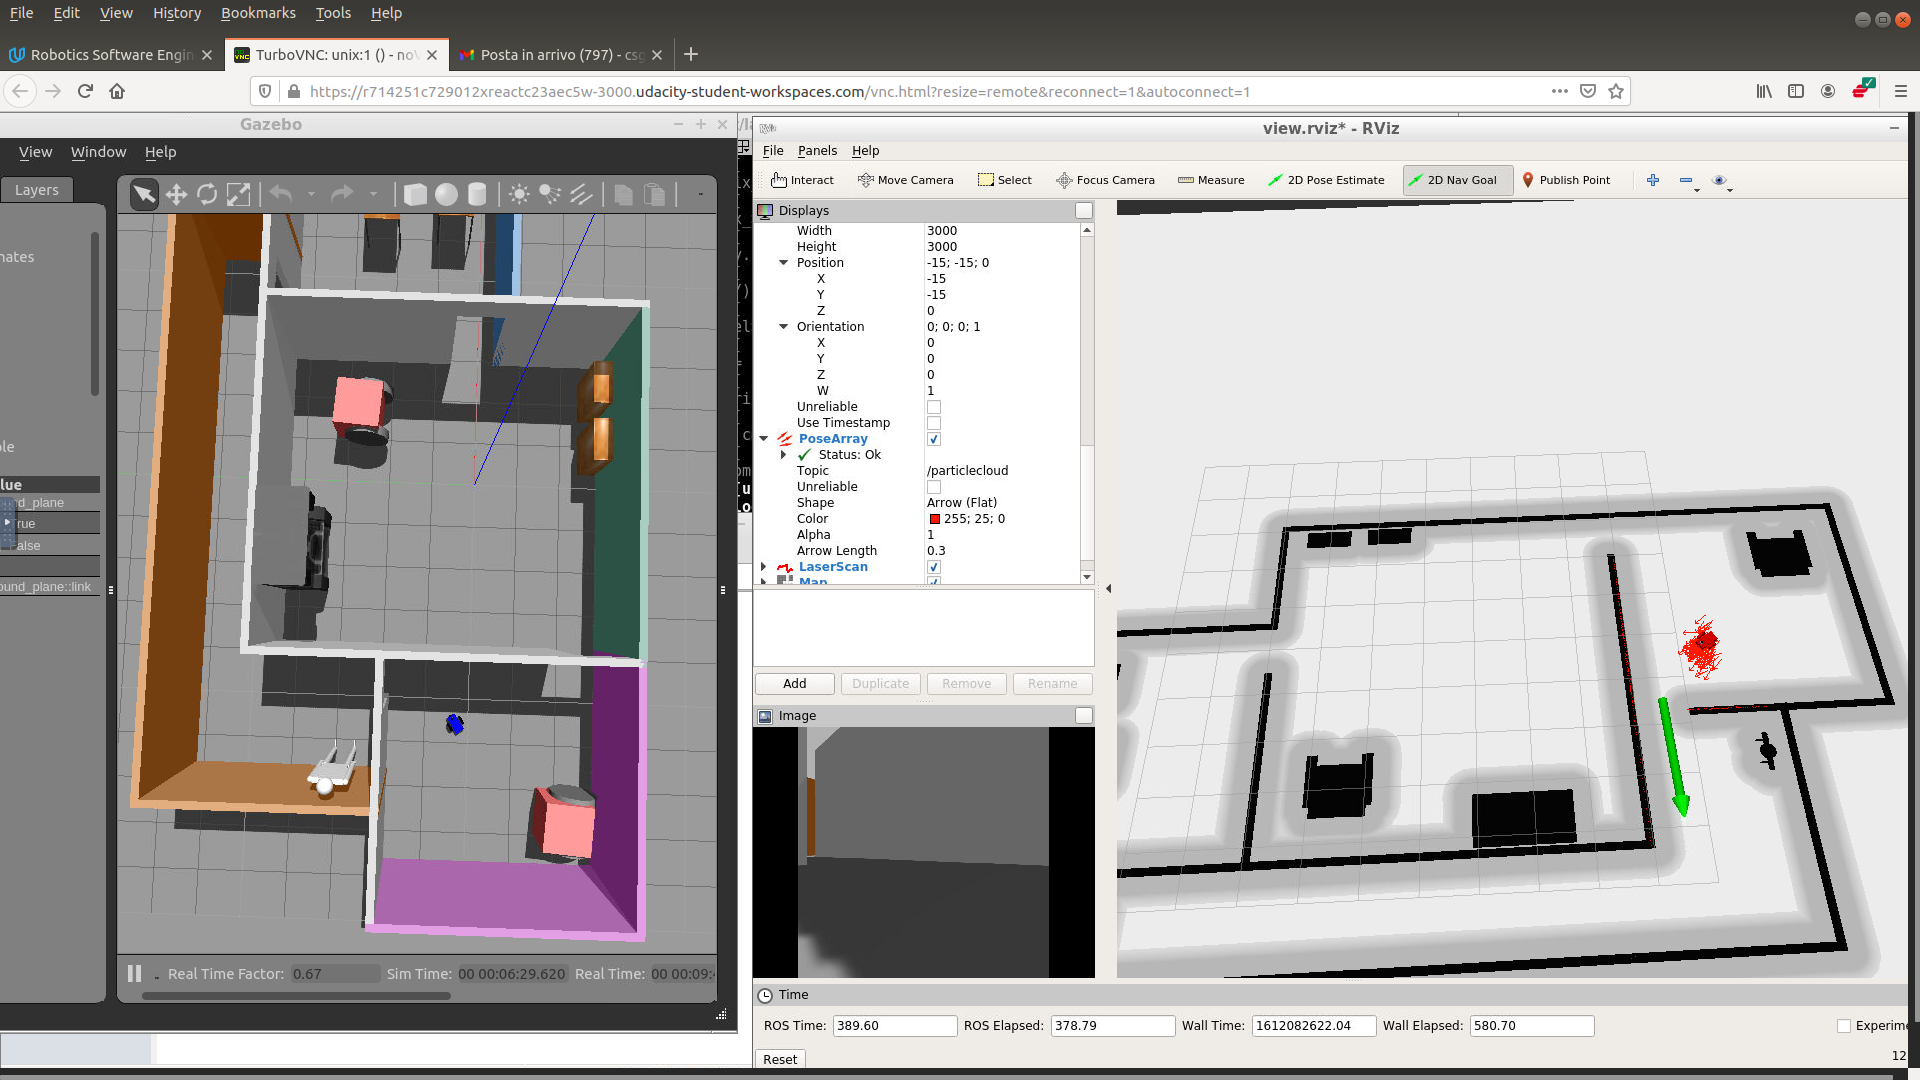 File Edit View History Bookmarks Tools Help
Robotics Software Engin
TurboVNC: unix:1 () - no
Posta in arrivo (797) - csg
https://r714251c729012xreactc23aec5w-3000.udacity-student-workspaces.com/vnc.html?resize=remote&reconnect=1&autoconnect=1
Gazebo
View Window Help
Layers
nates
ble
lue
und_plane
rue
alse
ound_plane::link
Real Time Factor: 0.67 Sim Time: 00 00:06:29.620 Real Time: 00 00:09:
view.rviz* - RViz
File Panels Help
Interact Move Camera Select Focus Camera Measure 2D Pose Estimate 2D Nav Goal Publish Point
Displays
Width 3000
Height 3000
Position -15; -15; 0
X -15
Y -15
Z 0
Orientation 0; 0; 0; 1
X 0
Y 0
Z 0
W 1
Unreliable
Use Timestamp
PoseArray
Status: Ok
Topic /particlecloud
Unreliable
Shape Arrow (Flat)
Color 255; 25; 0
Alpha 1
Arrow Length 0.3
LaserScan
Map
Add Duplicate Remove Rename
Image
Time
ROS Time: 389.60 ROS Elapsed: 378.79 Wall Time: 1612082622.04 Wall Elapsed: 580.70 Experime
Reset
12